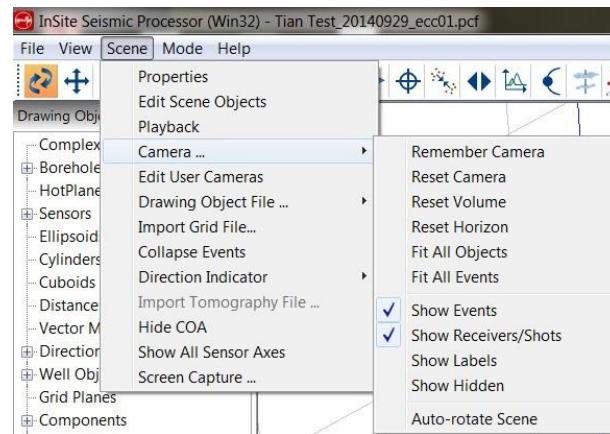 InSite Seismic Processor (Win32) - Tian Test_20140929_ecc01.pcf
File View Scene Mode Help
Drawing Obj
Complex
Borehole
HotPlane
Sensors
Ellipsoid
Cylinders
Cuboids
Distance
Vector M
Direction
Well Obj
Grid Planes
Components
Properties
Edit Scene Objects
Playback
Camera ...
Edit User Cameras
Drawing Object File ...
Import Grid File...
Collapse Events
Direction Indicator
Import Tomography File ...
Hide COA
Show All Sensor Axes
Screen Capture ...
Remember Camera
Reset Camera
Reset Volume
Reset Horizon
Fit All Objects
Fit All Events
Show Events
Show Receivers/Shots
Show Labels
Show Hidden
Auto-rotate Scene